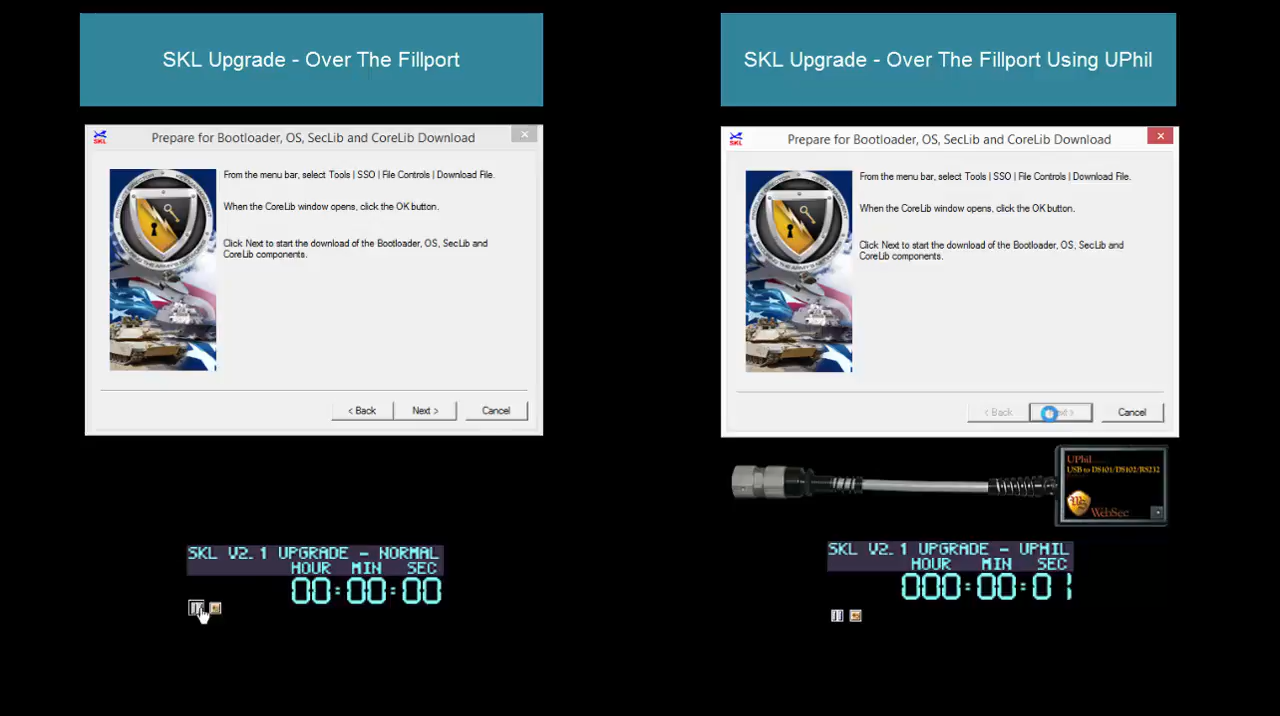 SKL Upgrade - Over The Fillport
SKL
Prepare for Bootloader, OS, SecLib and CoreLib Download
From the menu bar, select Tools | SSO | File Controls | Download File.
When the CoreLib window opens, click the OK button.
Click Next to start the download of the Bootloader, OS, SecLib and
CoreLib components.
< Back
Next >
Cancel
SKL V2.1 UPGRADE - NORMAL
HOUR MIN SEC
00:00:00
SKL Upgrade - Over The Fillport Using UPhil
SKL
Prepare for Bootloader, OS, SecLib and CoreLib Download
From the menu bar, select Tools | SSO | File Controls | Download File.
When the CoreLib window opens, click the OK button.
Click Next to start the download of the Bootloader, OS, SecLib and
CoreLib components.
< Back
Cancel
UPhil
USB to DS101/DS102/RS232
WS
WebSec
SKL V2.1 UPGRADE - UPHIL
HOUR MIN SEC
000:00:01